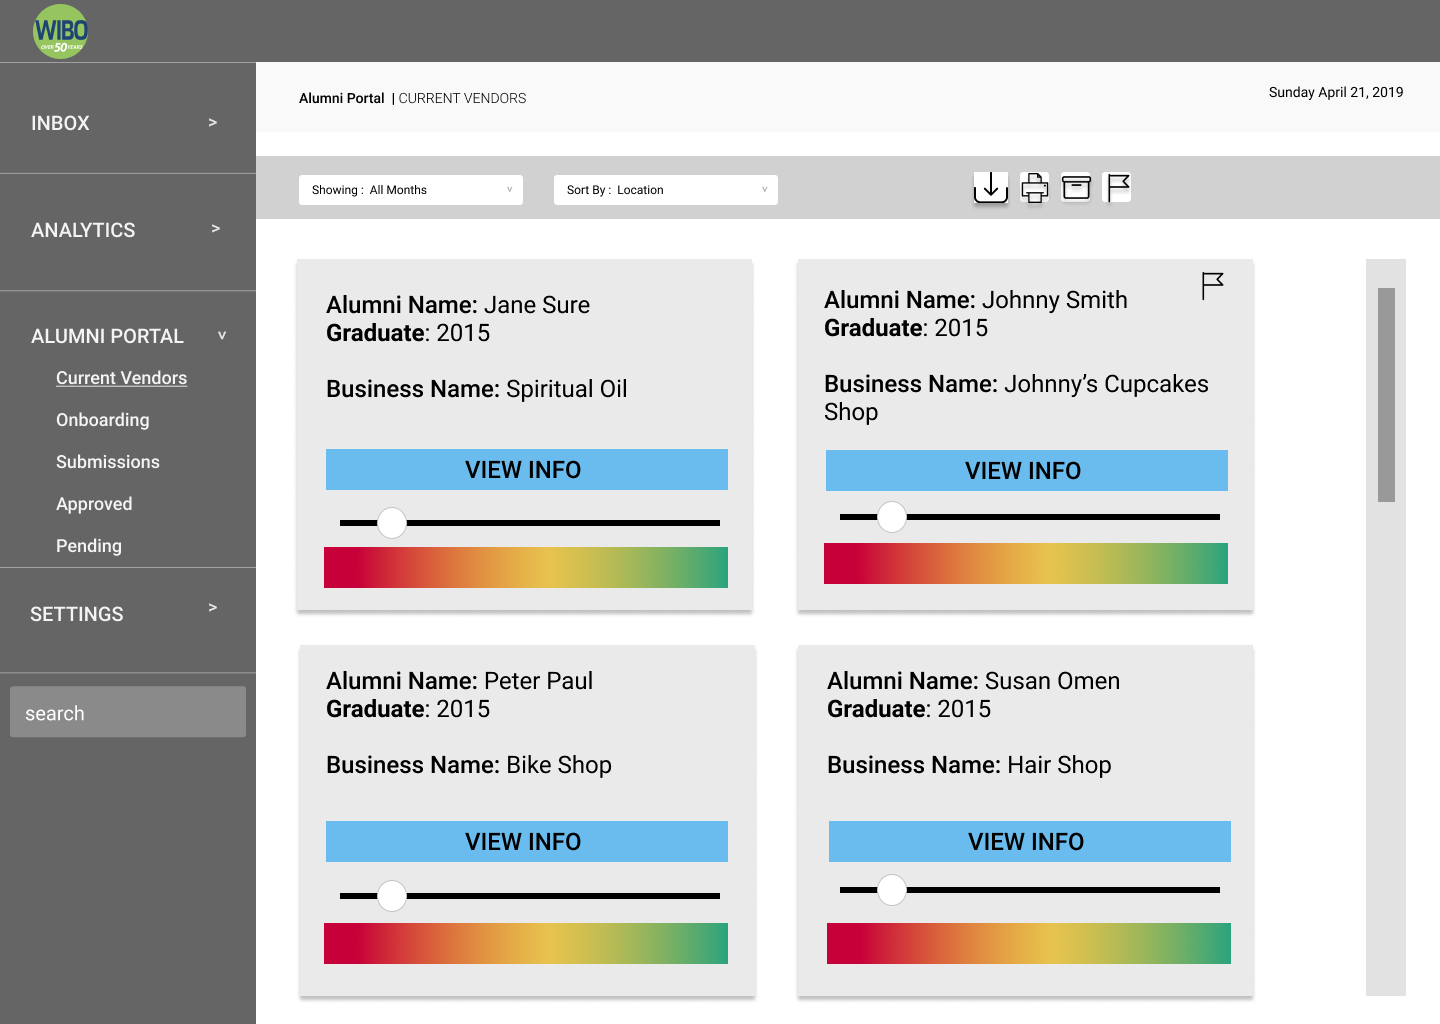 WIBO
OVER 50 YEARS
INBOX >
ANALYTICS >
ALUMNI PORTAL v
Current Vendors
Onboarding
Submissions
Approved
Pending
SETTINGS >
search
Alumni Portal | CURRENT VENDORS
Sunday April 21, 2019
Showing : All Months v
Sort By : Location v
Alumni Name: Jane Sure
Graduate: 2015
Business Name: Spiritual Oil
VIEW INFO
Alumni Name: Johnny Smith
Graduate: 2015
Business Name: Johnny’s Cupcakes
Shop
VIEW INFO
Alumni Name: Peter Paul
Graduate: 2015
Business Name: Bike Shop
VIEW INFO
Alumni Name: Susan Omen
Graduate: 2015
Business Name: Hair Shop
VIEW INFO